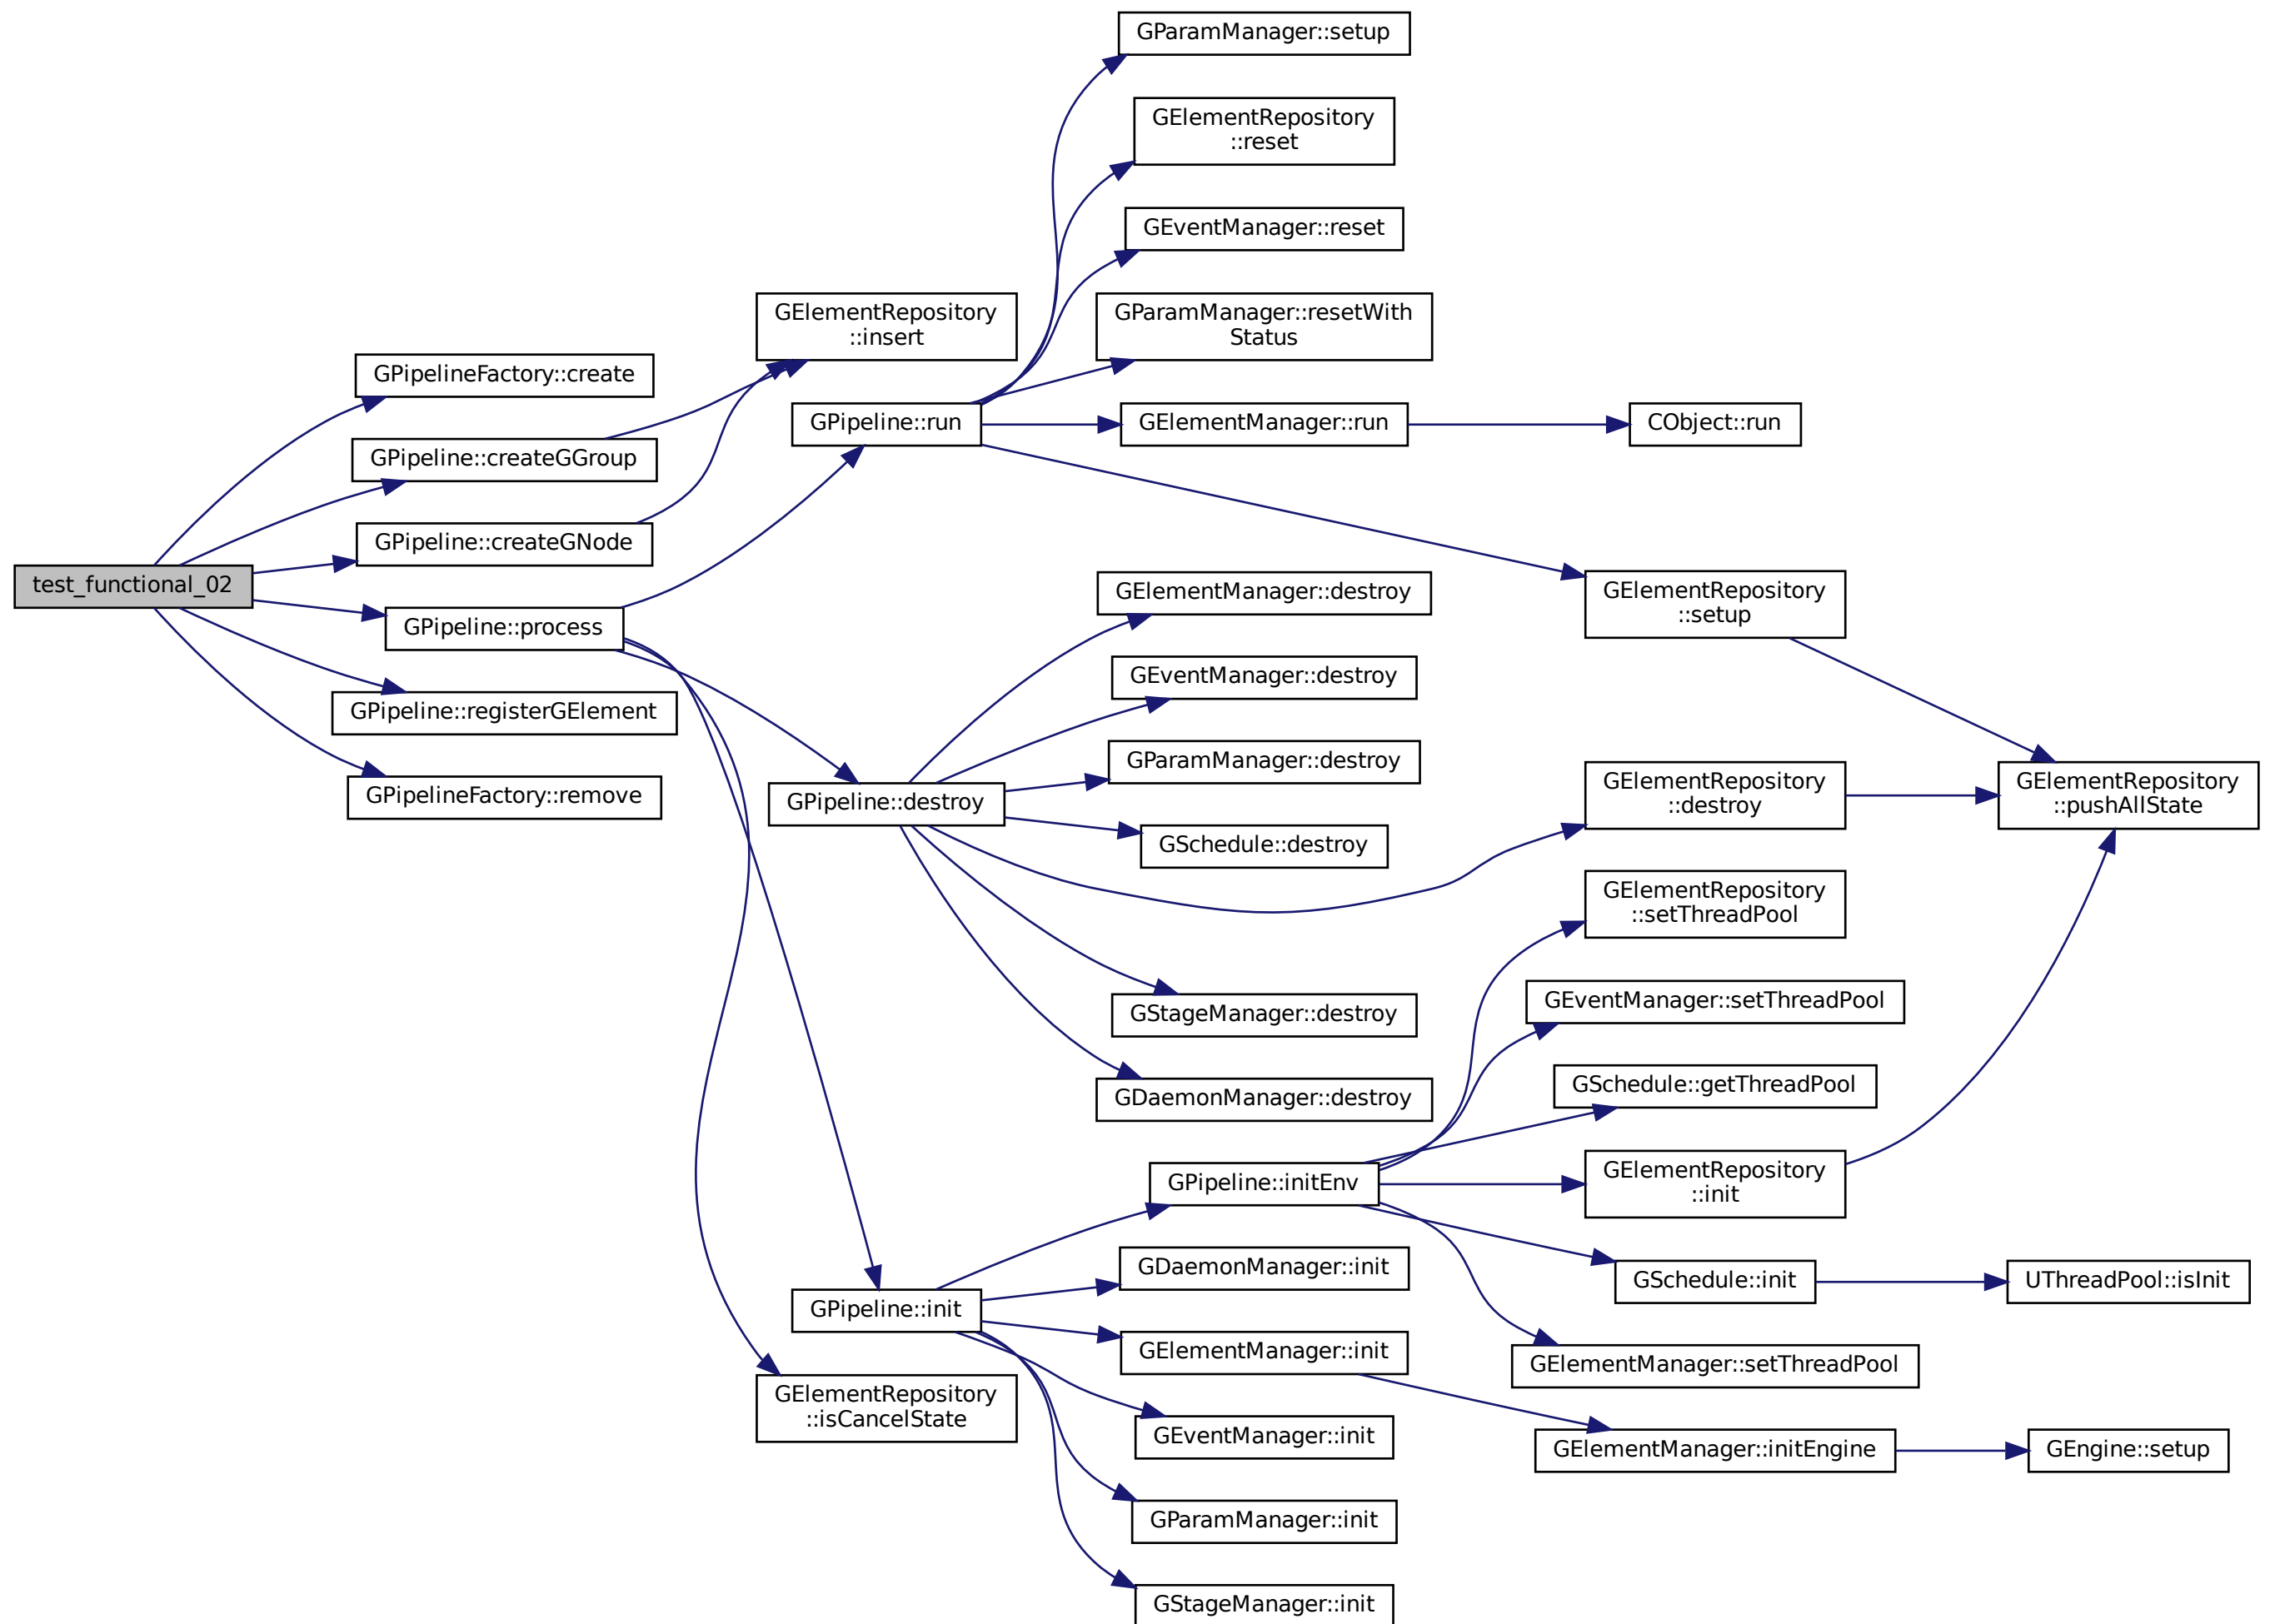 GParamManager::setup
GElementRepository
::reset
GEventManager::reset
GElementRepository
::insert
GParamManager::resetWith
Status
GPipelineFactory::create
GPipeline::run
GElementManager::run
CObject::run
GPipeline::createGGroup
GPipeline::createGNode
test_functional_02
GElementManager::destroy
GElementRepository
::setup
GPipeline::process
GEventManager::destroy
GPipeline::registerGElement
GParamManager::destroy
GElementRepository
::destroy
GElementRepository
::pushAllState
GPipelineFactory::remove
GPipeline::destroy
GSchedule::destroy
GElementRepository
::setThreadPool
GStageManager::destroy
GEventManager::setThreadPool
GDaemonManager::destroy
GSchedule::getThreadPool
GPipeline::initEnv
GElementRepository
::init
GDaemonManager::init
GSchedule::init
UThreadPool::isInit
GPipeline::init
GElementManager::init
GElementManager::setThreadPool
GElementRepository
::isCancelState
GEventManager::init
GElementManager::initEngine
GEngine::setup
GParamManager::init
GStageManager::init